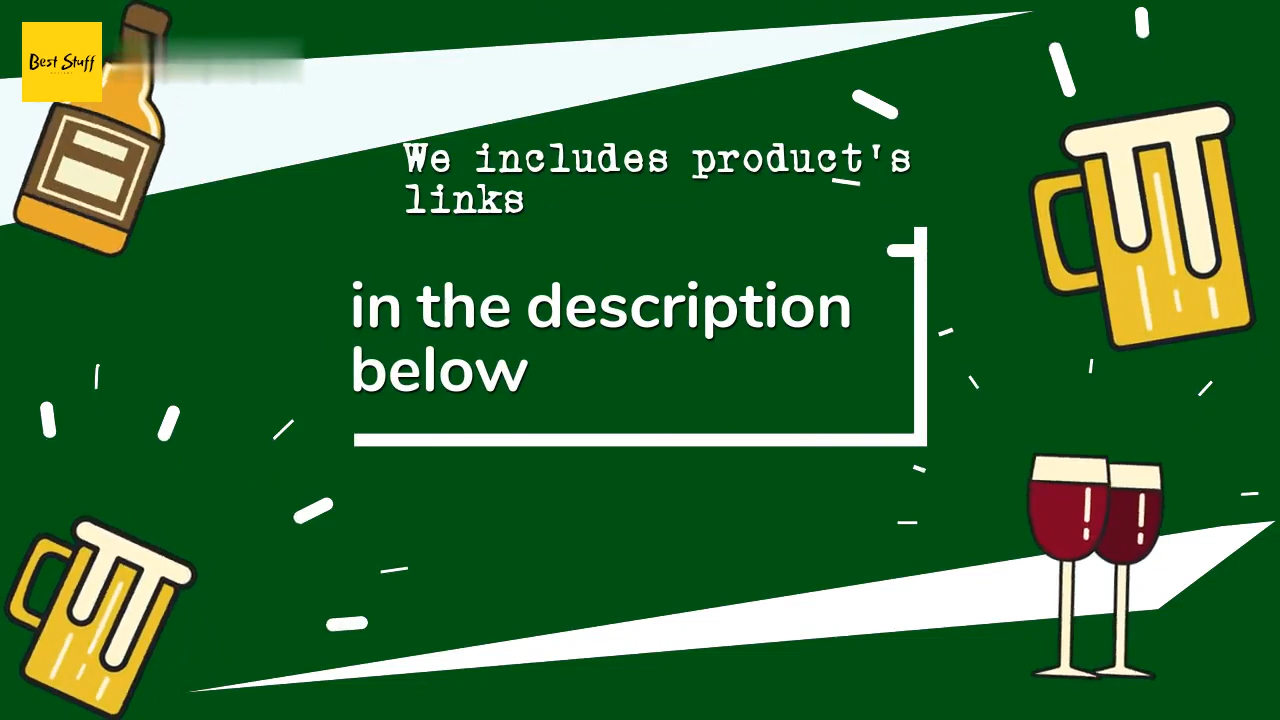 Best Stuff
We includes product's
links
in the description
below